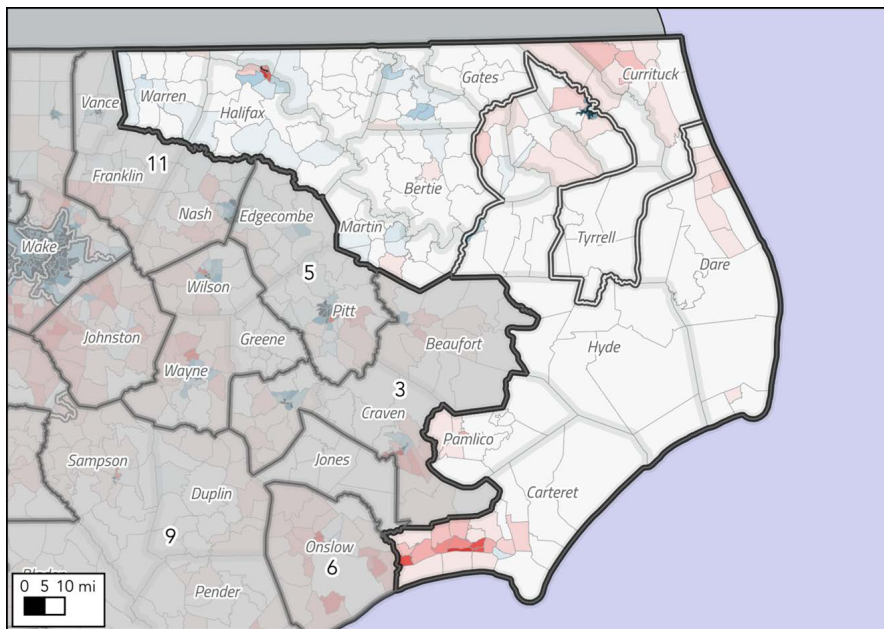 Gates
Currituck
Vance
Warren
Halifax
11
Franklin
Nash
Edgecombe
Bertie
Martin
Wake
Tyrrell
Dare
5
Wilson
Pitt
Johnston
Greene
Beaufort
Hyde
Wayne
3
Craven
Pamlico
Sampson
Jones
Duplin
Carteret
9
Onslow
6
Pender
0 5 10 mi